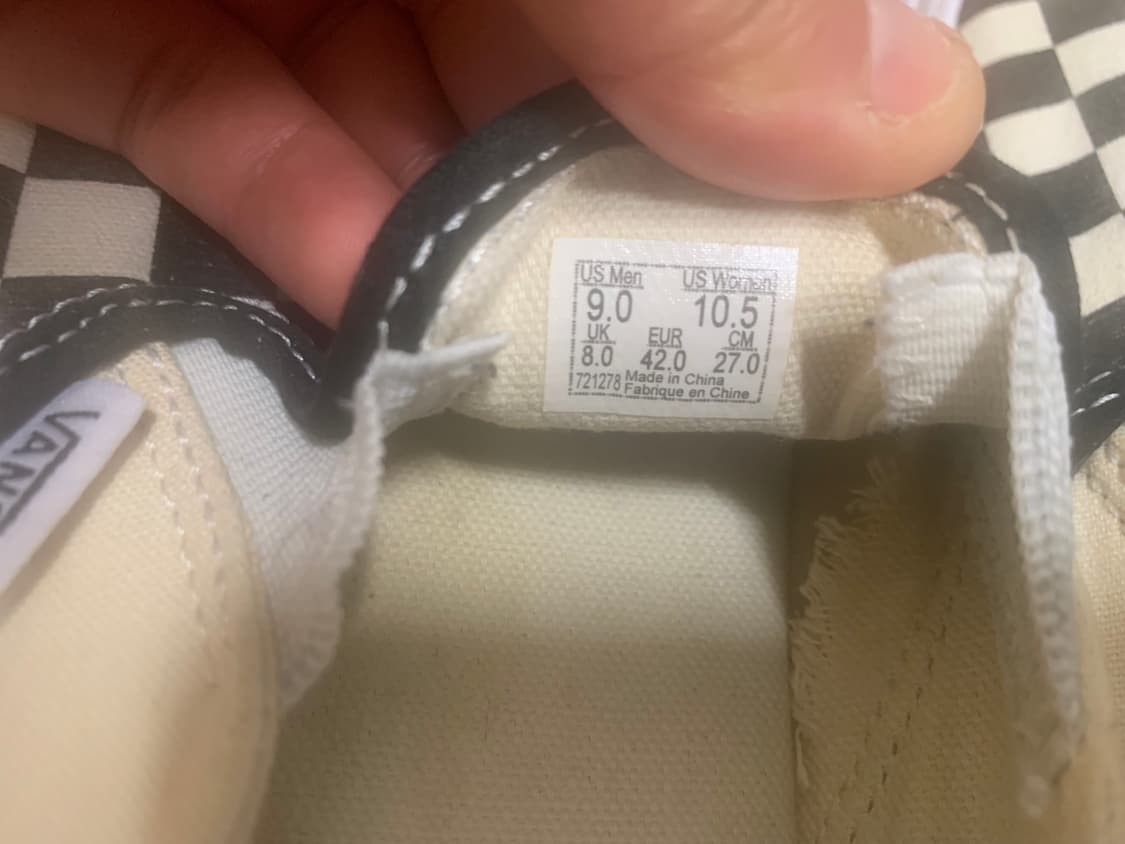 US Men US Women
9.0 10.5
UK EUR CM
8.0 42.0 27.0
721278 Made in China
Fabrique en Chine
VANS